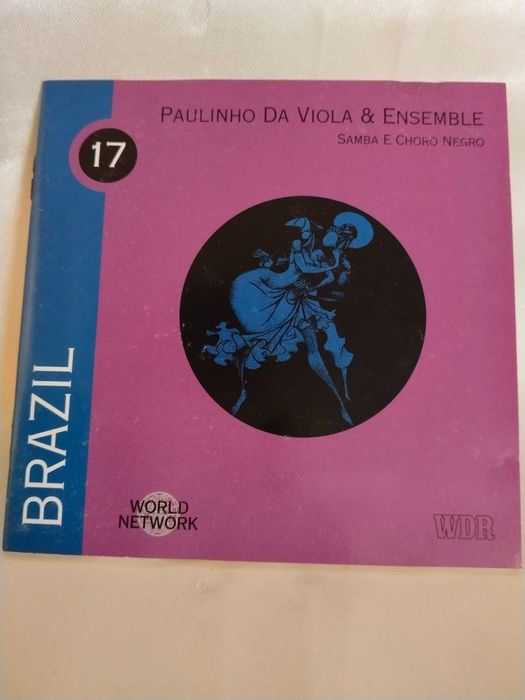 PAULINHO DA VIOLA & ENSEMBLE
SAMBA E CHORO NEGRO
17
BRAZIL
WORLD
NETWORK
WDR